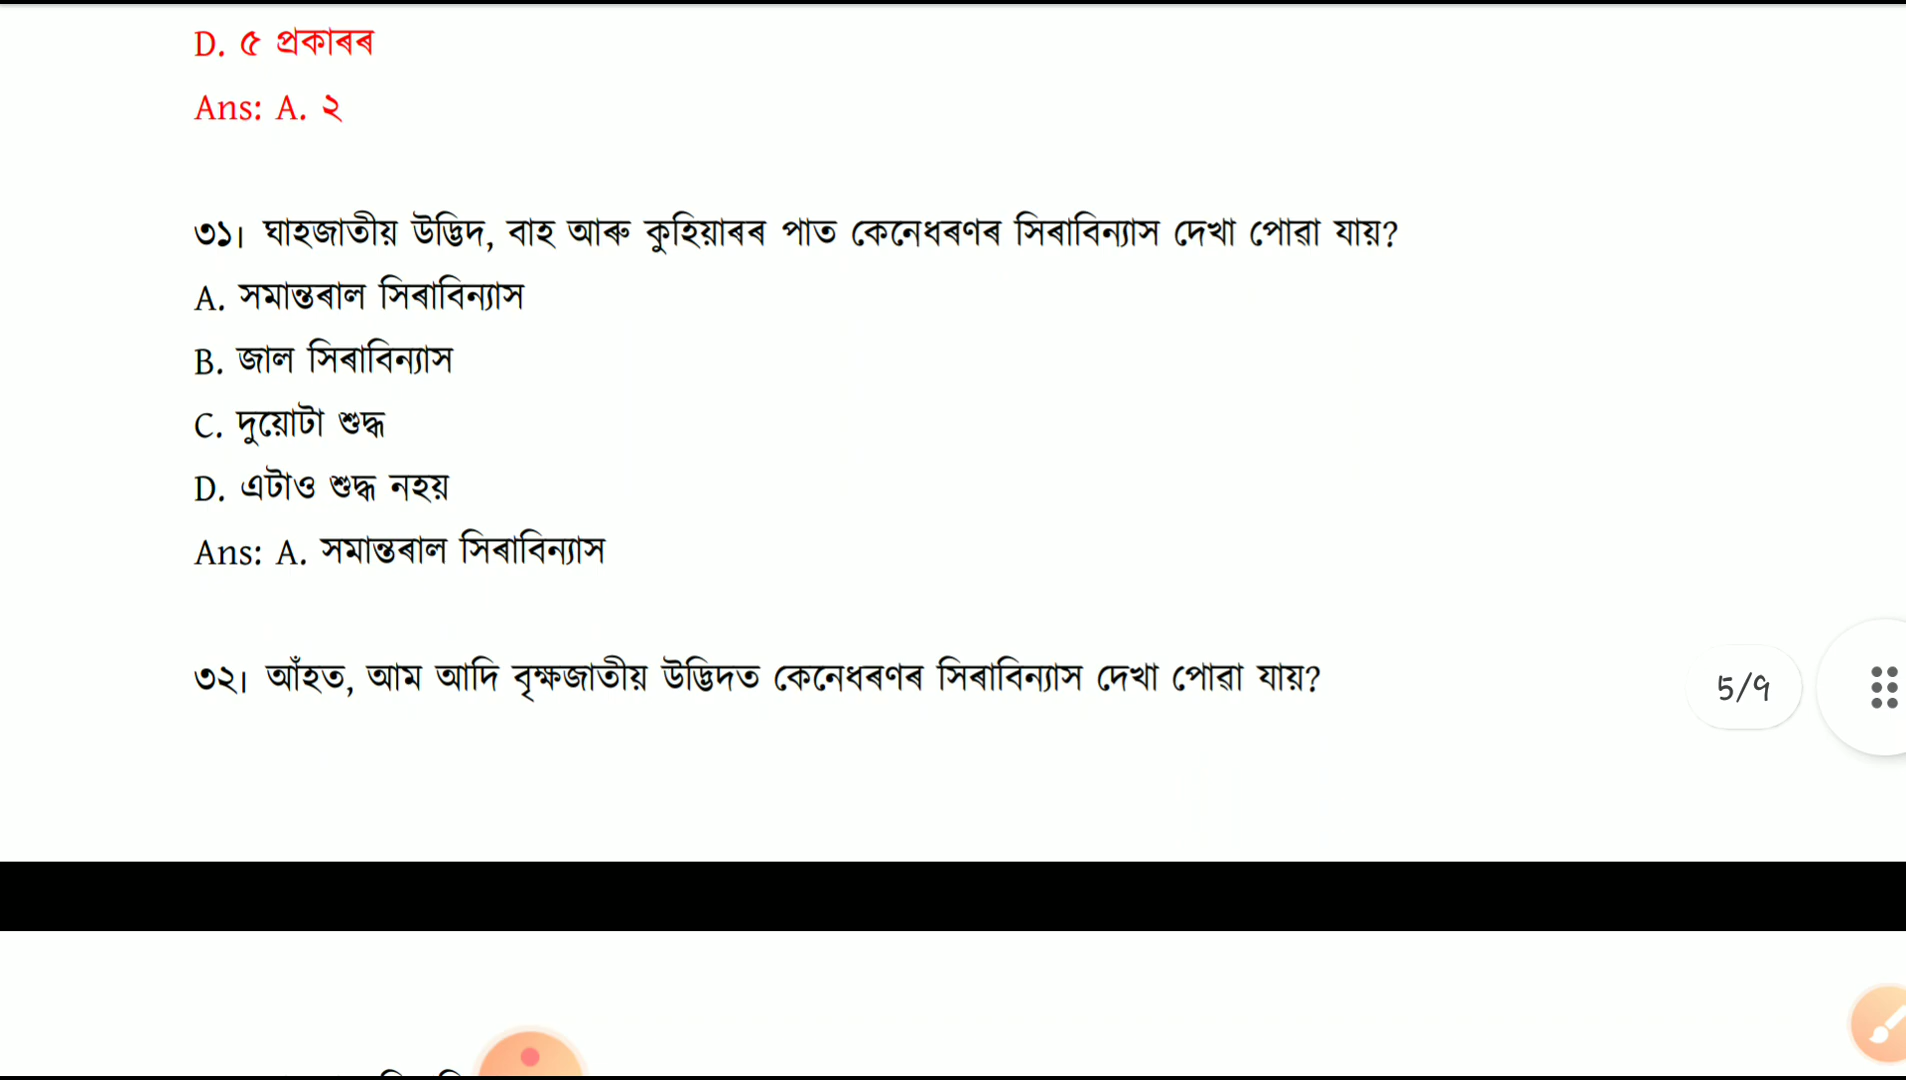 D. ৫ প্ৰকাৰৰ
Ans: A. ২
৩১। ঘাহজাতীয় উদ্ভিদ, বাহ আৰু কুহিয়াৰৰ পাত কেনেধৰণৰ সিৰাবিন্যাস দেখা পোৱা যায়?
A. সমান্তৰাল সিৰাবিন্যাস
B. জাল সিৰাবিন্যাস
C. দুয়োটা শুদ্ধ
D. এটাও শুদ্ধ নহয়
Ans: A. সমান্তৰাল সিৰাবিন্যাস
৩২। আঁহত, আম আদি বৃক্ষজাতীয় উদ্ভিদত কেনেধৰণৰ সিৰাবিন্যাস দেখা পোৱা যায়?
5/9